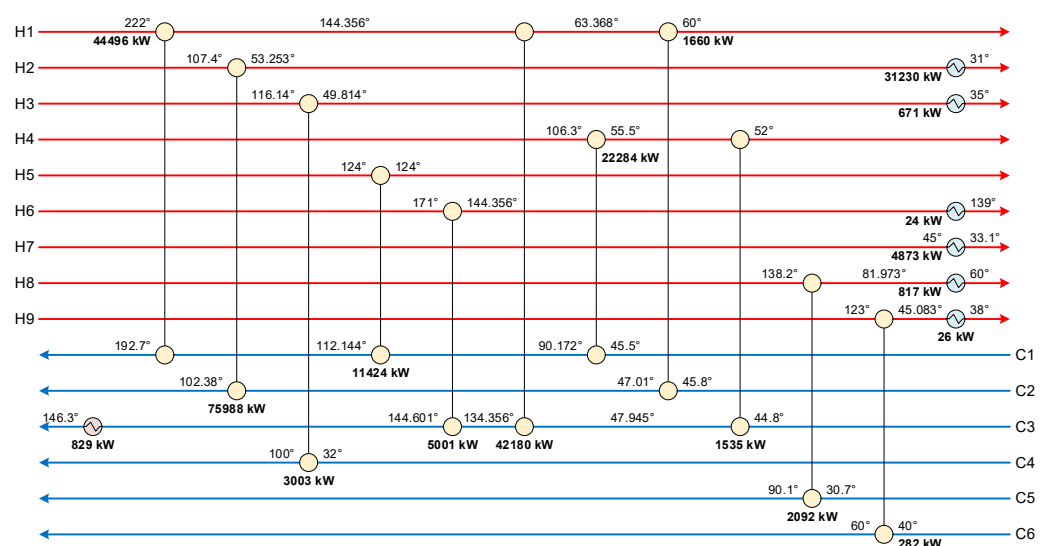 H1 222° 144.356° 63.368° 60°
44496 kW 1660 kW
H2 107.4° 53.253° 31°
31230 kW
H3 116.14° 49.814° 35°
671 kW
H4 106.3° 55.5° 52°
22284 kW
H5 124° 124°
H6 171° 144.356° 139°
24 kW
H7 45° 33.1°
4873 kW
H8 138.2° 81.973° 60°
817 kW
H9 123° 45.083° 38°
26 kW
192.7° 112.144° 90.172° 45.5° C1
11424 kW
102.38° 47.01° 45.8° C2
75988 kW
146.3° 144.601° 134.356° 47.945° 44.8° C3
829 kW 5001 kW 42180 kW 1535 kW
100° 32° C4
3003 kW
90.1° 30.7° C5
2092 kW
60° 40° C6
282 kW